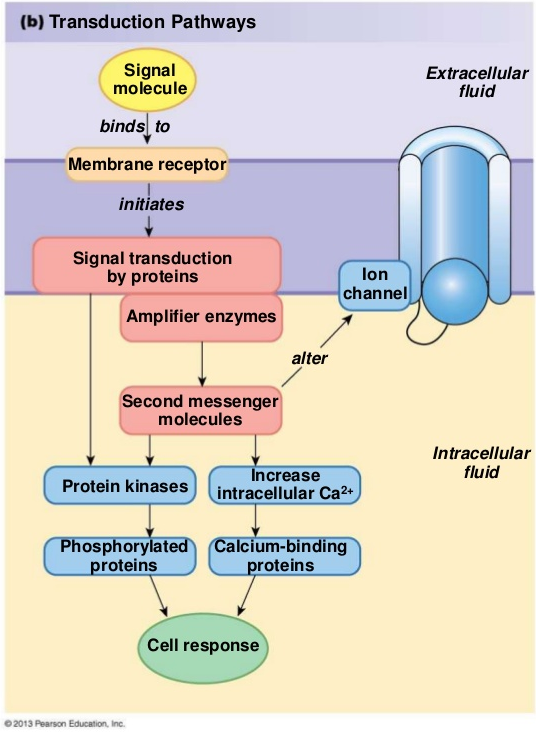 (b) Transduction Pathways
Signal
molecule
Extracellular
fluid
binds to
Membrane receptor
initiates
Signal transduction
by proteins
Ion
channel
Amplifier enzymes
alter
Second messenger
molecules
Intracellular
fluid
Protein kinases
Increase
intracellular Ca²⁺
Phosphorylated
proteins
Calcium-binding
proteins
Cell response
© 2013 Pearson Education, Inc.